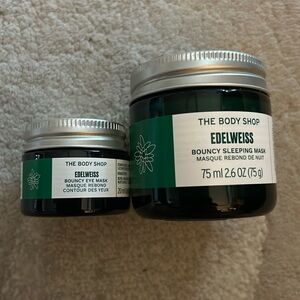 THE BODY SHOP
EDELWEISS
BOUNCY EYE MASK
MASQUE REBOND
CONTOUR DES YEUX
THE BODY SHOP
EDELWEISS
BOUNCY SLEEPING MASK
MASQUE REBOND DE NUIT
75 ml 2.6 OZ (75 g)